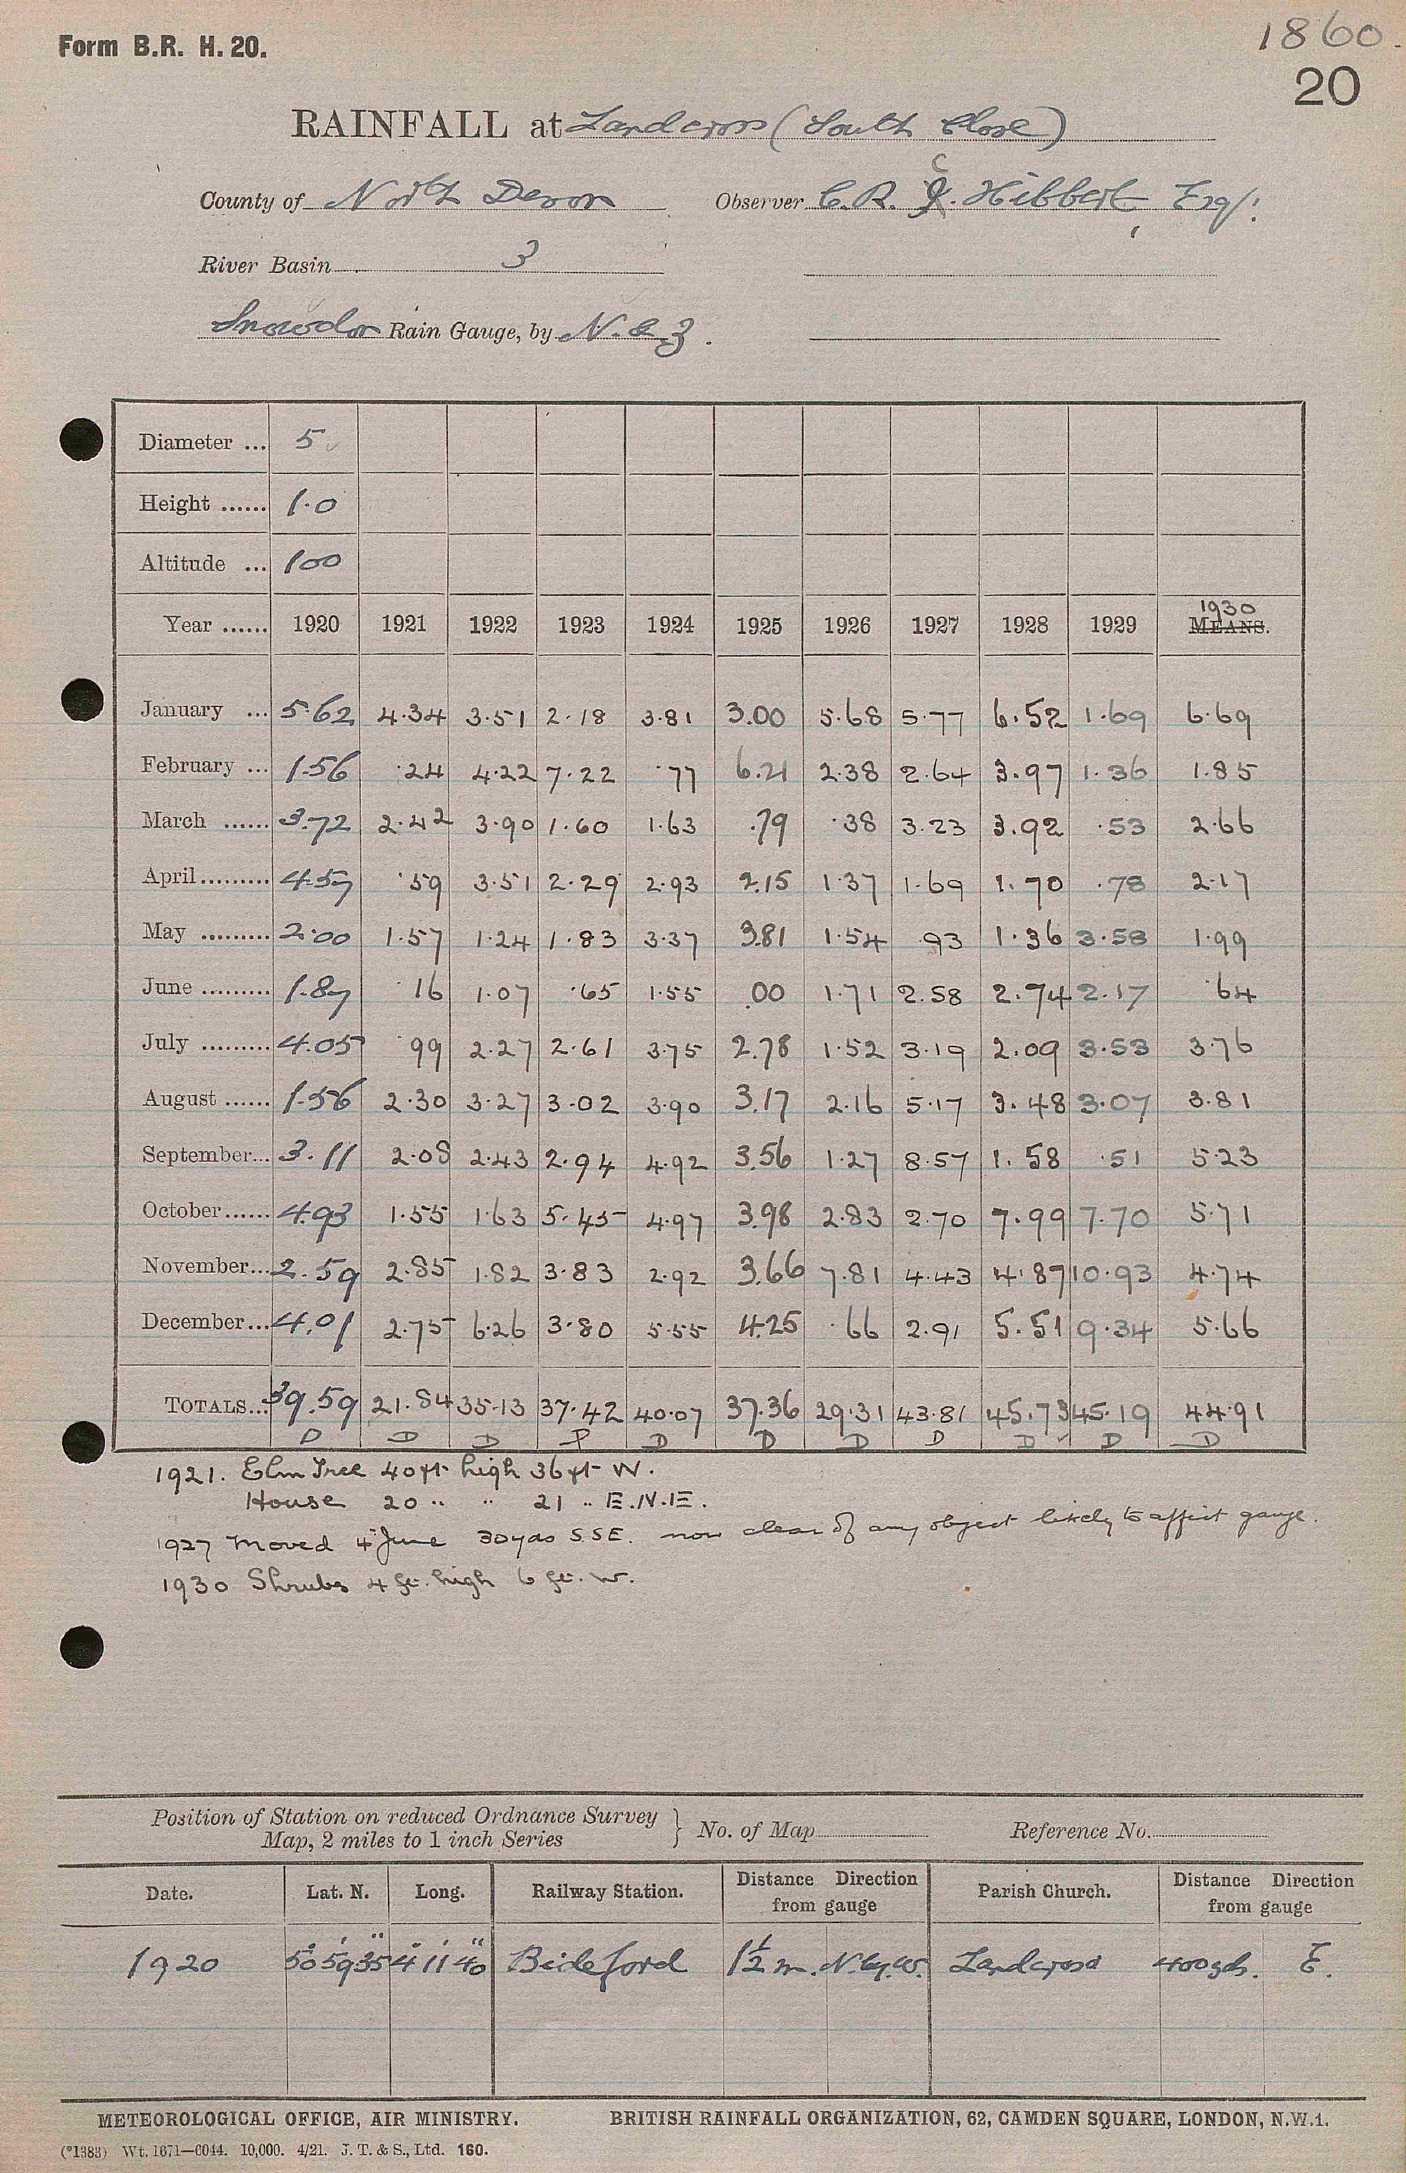 Form B.R. H. 20.
1860.
20
RAINFALL at Landcross (South Close)
County of North Devon Observer C. R. C. Hibbert, Esq/.
River Basin 3
Snowdon Rain Gauge, by N. & Z.
Diameter ... 5
Height ...... 1.0
Altitude ... 100
Year ...... 1920 1921 1922 1923 1924 1925 1926 1927 1928 1929 1930 MEANS.
January ... 5.62 4.34 3.51 2.18 3.81 3.00 5.68 5.77 6.52 1.69 6.69
February ... 1.56 .24 4.22 7.22 .77 6.21 2.38 2.64 3.97 1.36 1.85
March ...... 3.72 2.42 3.90 1.60 1.63 .79 .38 3.23 3.92 .53 2.66
April ......... 4.57 .59 3.51 2.29 2.93 2.15 1.37 1.69 1.70 .78 2.17
May ......... 2.00 1.57 1.24 1.83 3.37 3.81 1.54 .93 1.36 3.58 1.99
June ......... 1.87 .16 1.07 .65 1.55 .00 1.71 2.58 2.74 2.17 .64
July ......... 4.05 .99 2.27 2.61 3.75 2.78 1.52 3.19 2.09 3.53 3.76
August ...... 1.56 2.30 3.27 3.02 3.90 3.17 2.16 5.17 3.48 3.07 3.81
September... 3.11 2.08 2.43 2.94 4.92 3.56 1.27 8.57 1.58 .51 5.23
October...... 4.93 1.55 1.63 5.45 4.97 3.98 2.83 2.70 7.99 7.70 5.71
November... 2.59 2.85 1.82 3.83 2.92 3.66 7.81 4.43 4.87 10.93 4.74
December... 4.01 2.75 6.26 3.80 5.55 4.25 .66 2.91 5.51 9.34 5.66
TOTALS... 39.59 21.84 35.13 37.42 40.07 37.36 29.31 43.81 45.73 45.19 44.91
D D D P D D D D D D D
1921. Elm Tree 40 ft. high 36 ft. W.
House 20 " " 21 " E.N.E.
1927 Moved 4th June 30 yds S.S.E. now clear of any object likely to affect gauge.
1930 Shrubs 4 ft. high 6 ft. W.
Position of Station on reduced Ordnance Survey
Map, 2 miles to 1 inch Series } No. of Map Reference No.
Date. Lat. N. Long. Railway Station. Distance Direction from gauge Parish Church. Distance Direction from gauge
1920 50° 59' 35" 4° 11' 40" Bideford 1½ m. N. by W. Landcross 400 yds. E.
METEOROLOGICAL OFFICE, AIR MINISTRY. BRITISH RAINFALL ORGANIZATION, 62, CAMDEN SQUARE, LONDON, N.W.1.
(*1383) Wt. 1671—C044. 10,000. 4/21. J. T. & S., Ltd. 160.